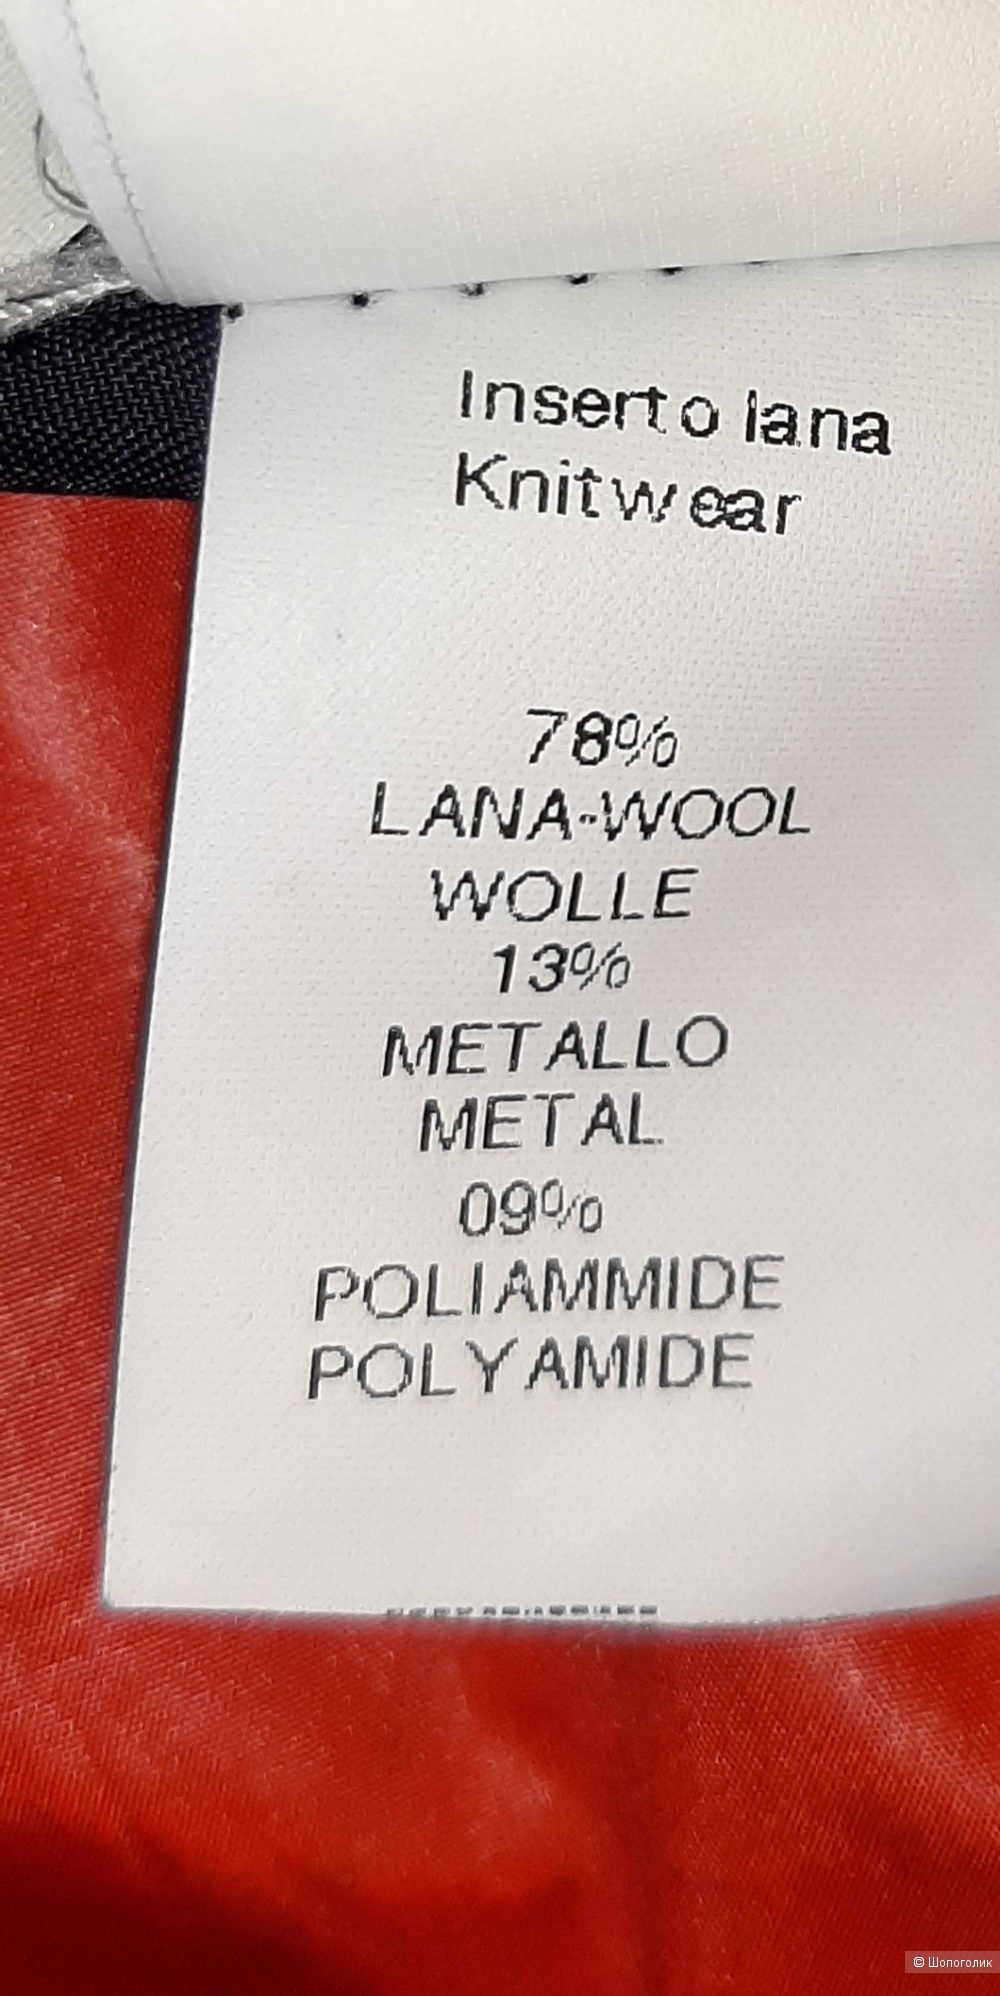 Inserto lana
Knitwear
78%
LANA-WOOL
WOLLE
13%
METALLO
METAL
09%
POLIAMMIDE
POLYAMIDE
© Шопоголик